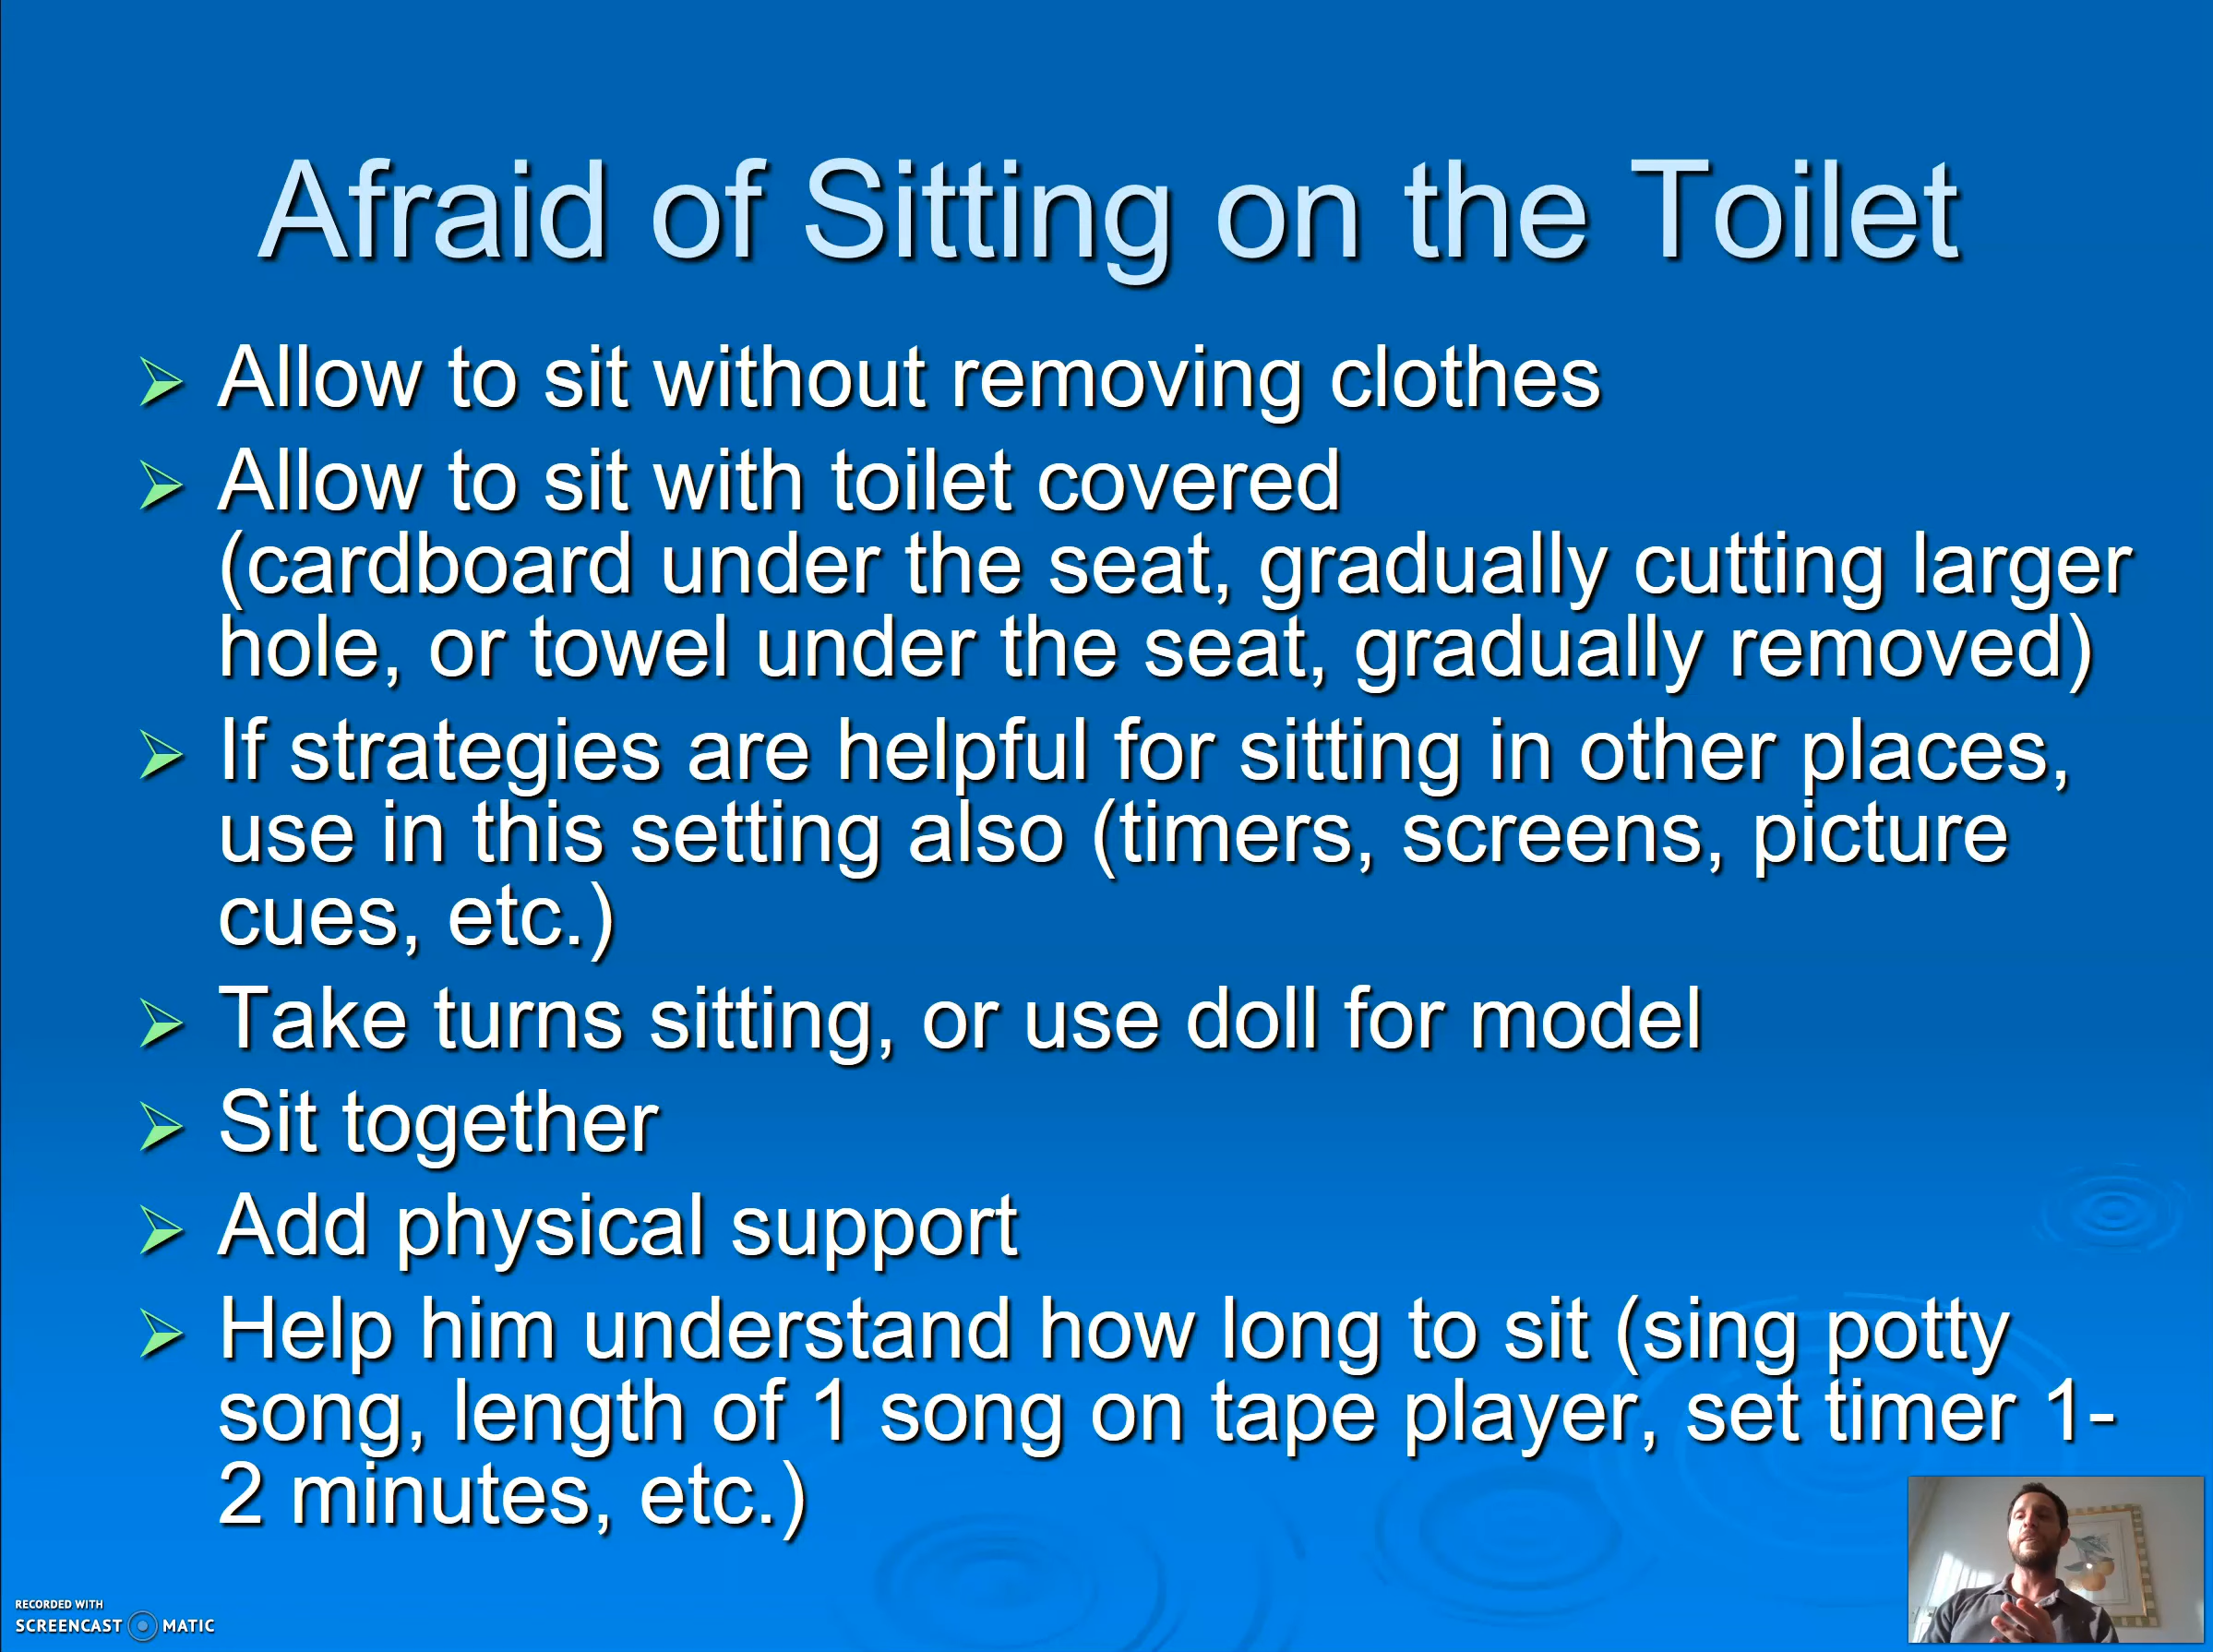 Afraid of Sitting on the Toilet
Allow to sit without removing clothes
Allow to sit with toilet covered
(cardboard under the seat, gradually cutting larger
hole, or towel under the seat, gradually removed)
If strategies are helpful for sitting in other places,
use in this setting also (timers, screens, picture
cues, etc.)
Take turns sitting, or use doll for model
Sit together
Add physical support
Help him understand how long to sit (sing potty
song, length of 1 song on tape player, set timer 1-
2 minutes, etc.)
RECORDED WITH
SCREENCAST MATIC